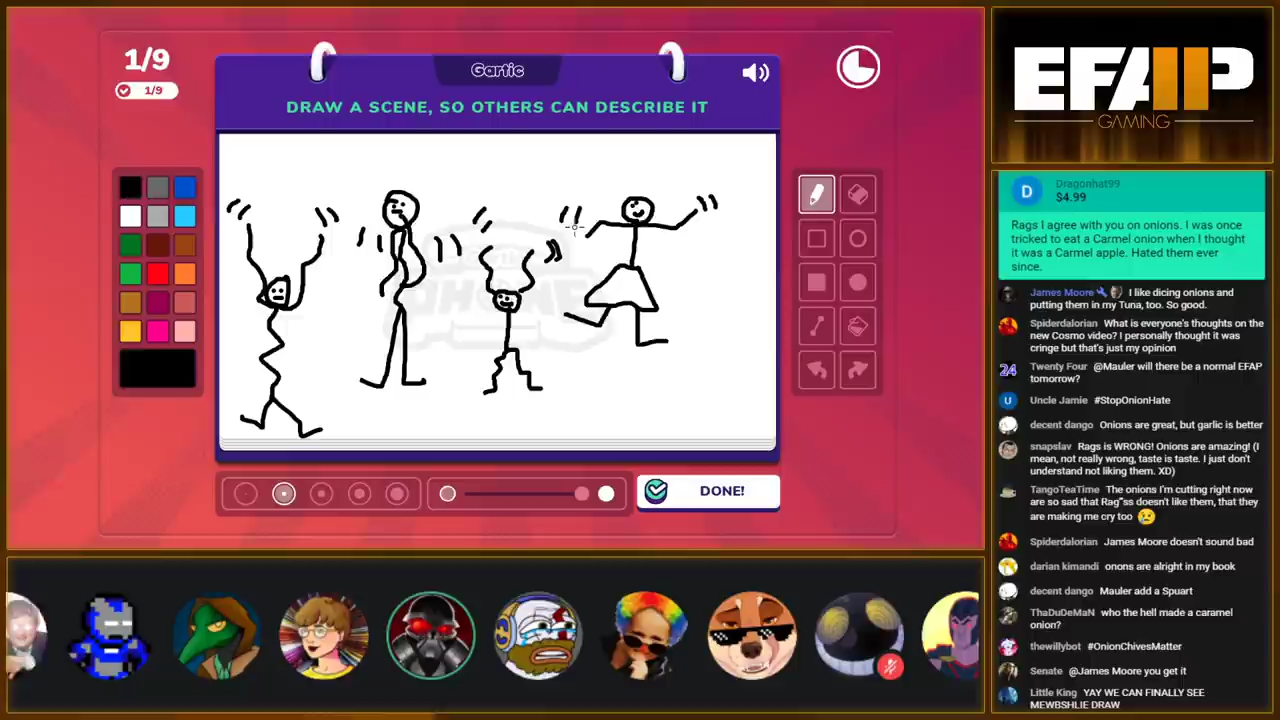 1/9
1/9
Gartic
DRAW A SCENE, SO OTHERS CAN DESCRIBE IT
DONE!
EFAP
GAMING
D
Dragonhat99
$4.99
Rags I agree with you on onions. I was once
tricked to eat a Carmel onion when I thought
it was a Carmel apple. Hated them ever
since.
James Moore I like dicing onions and
putting them in my Tuna, too. So good.
Spiderdalorian What is everyone's thoughts on the
new Cosmo video? I personally thought it was
cringe but that's just my opinion
24 Twenty Four @Mauler will there be a normal EFAP
tomorrow?
U Uncle Jamie #StopOnionHate
decent dango Onions are great, but garlic is better
snapslav Rags is WRONG! Onions are amazing! (I
mean, not really wrong, taste is taste. I just don't
understand not liking them. XD)
TangoTeaTime The onions I'm cutting right now
are so sad that Rag"ss doesn't like them, that they
are making me cry too
Spiderdalorian James Moore doesn't sound bad
darian kimandi onons are alright in my book
decent dango Mauler add a Spuart
ThaDuDeMaN who the hell made a caramel
onion?
thewillybot #OnionChivesMatter
Senate @James Moore you get it
Little King YAY WE CAN FINALLY SEE
MEWBSHLIE DRAW